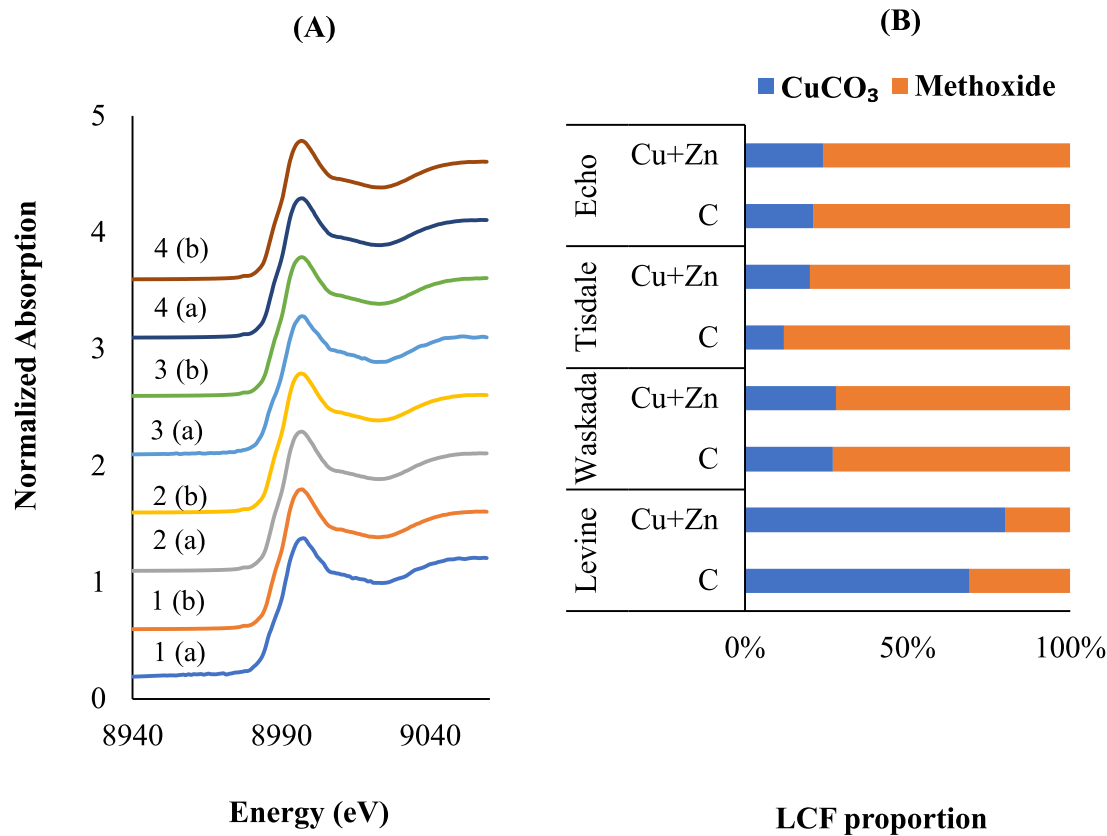 (A)
Normalized Absorption
5
4
3
2
1
0
4 (b)
4 (a)
3 (b)
3 (a)
2 (b)
2 (a)
1 (b)
1 (a)
8940 8990 9040
Energy (eV)
(B)
CuCO₃ Methoxide
Echo
Cu+Zn
C
Tisdale
Cu+Zn
C
Waskada
Cu+Zn
C
Levine
Cu+Zn
C
0% 50% 100%
LCF proportion